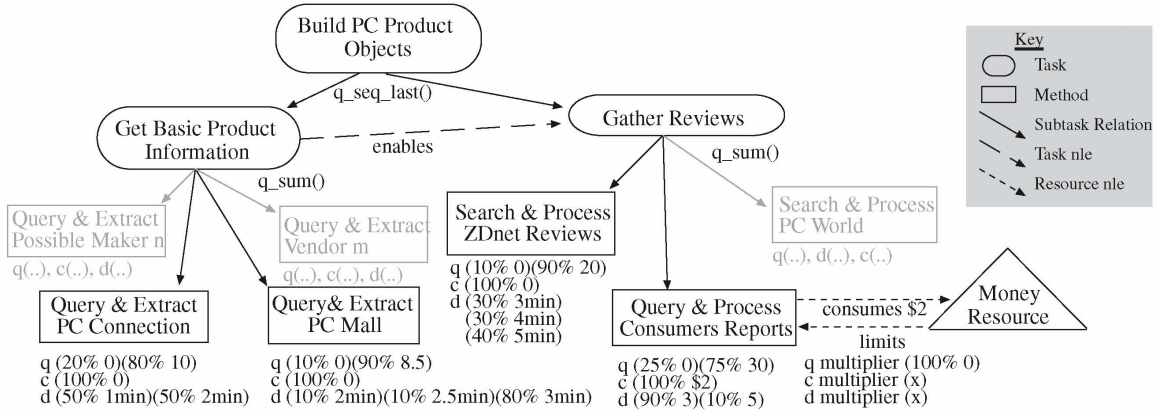 Build PC Product
Objects
q_seq_last()
Get Basic Product
Information
enables
Gather Reviews
q_sum()
q_sum()
Query & Extract
Possible Maker n
q(..), c(..), d(..)
Query & Extract
Vendor m
q(..), c(..), d(..)
Query & Extract
PC Connection
q (20% 0)(80% 10)
c (100% 0)
d (50% 1min)(50% 2min)
Query& Extract
PC Mall
q (10% 0)(90% 8.5)
c (100% 0)
d (10% 2min)(10% 2.5min)(80% 3min)
Search & Process
ZDnet Reviews
q (10% 0)(90% 20)
c (100% 0)
d (30% 3min)
(30% 4min)
(40% 5min)
Search & Process
PC World
q(..), d(..), c(..)
Query & Process
Consumers Reports
q (25% 0)(75% 30)
c (100% $2)
d (90% 3)(10% 5)
consumes $2
limits
Money
Resource
q multiplier (100% 0)
c multiplier (x)
d multiplier (x)
Key
Task
Method
Subtask Relation
Task nle
Resource nle